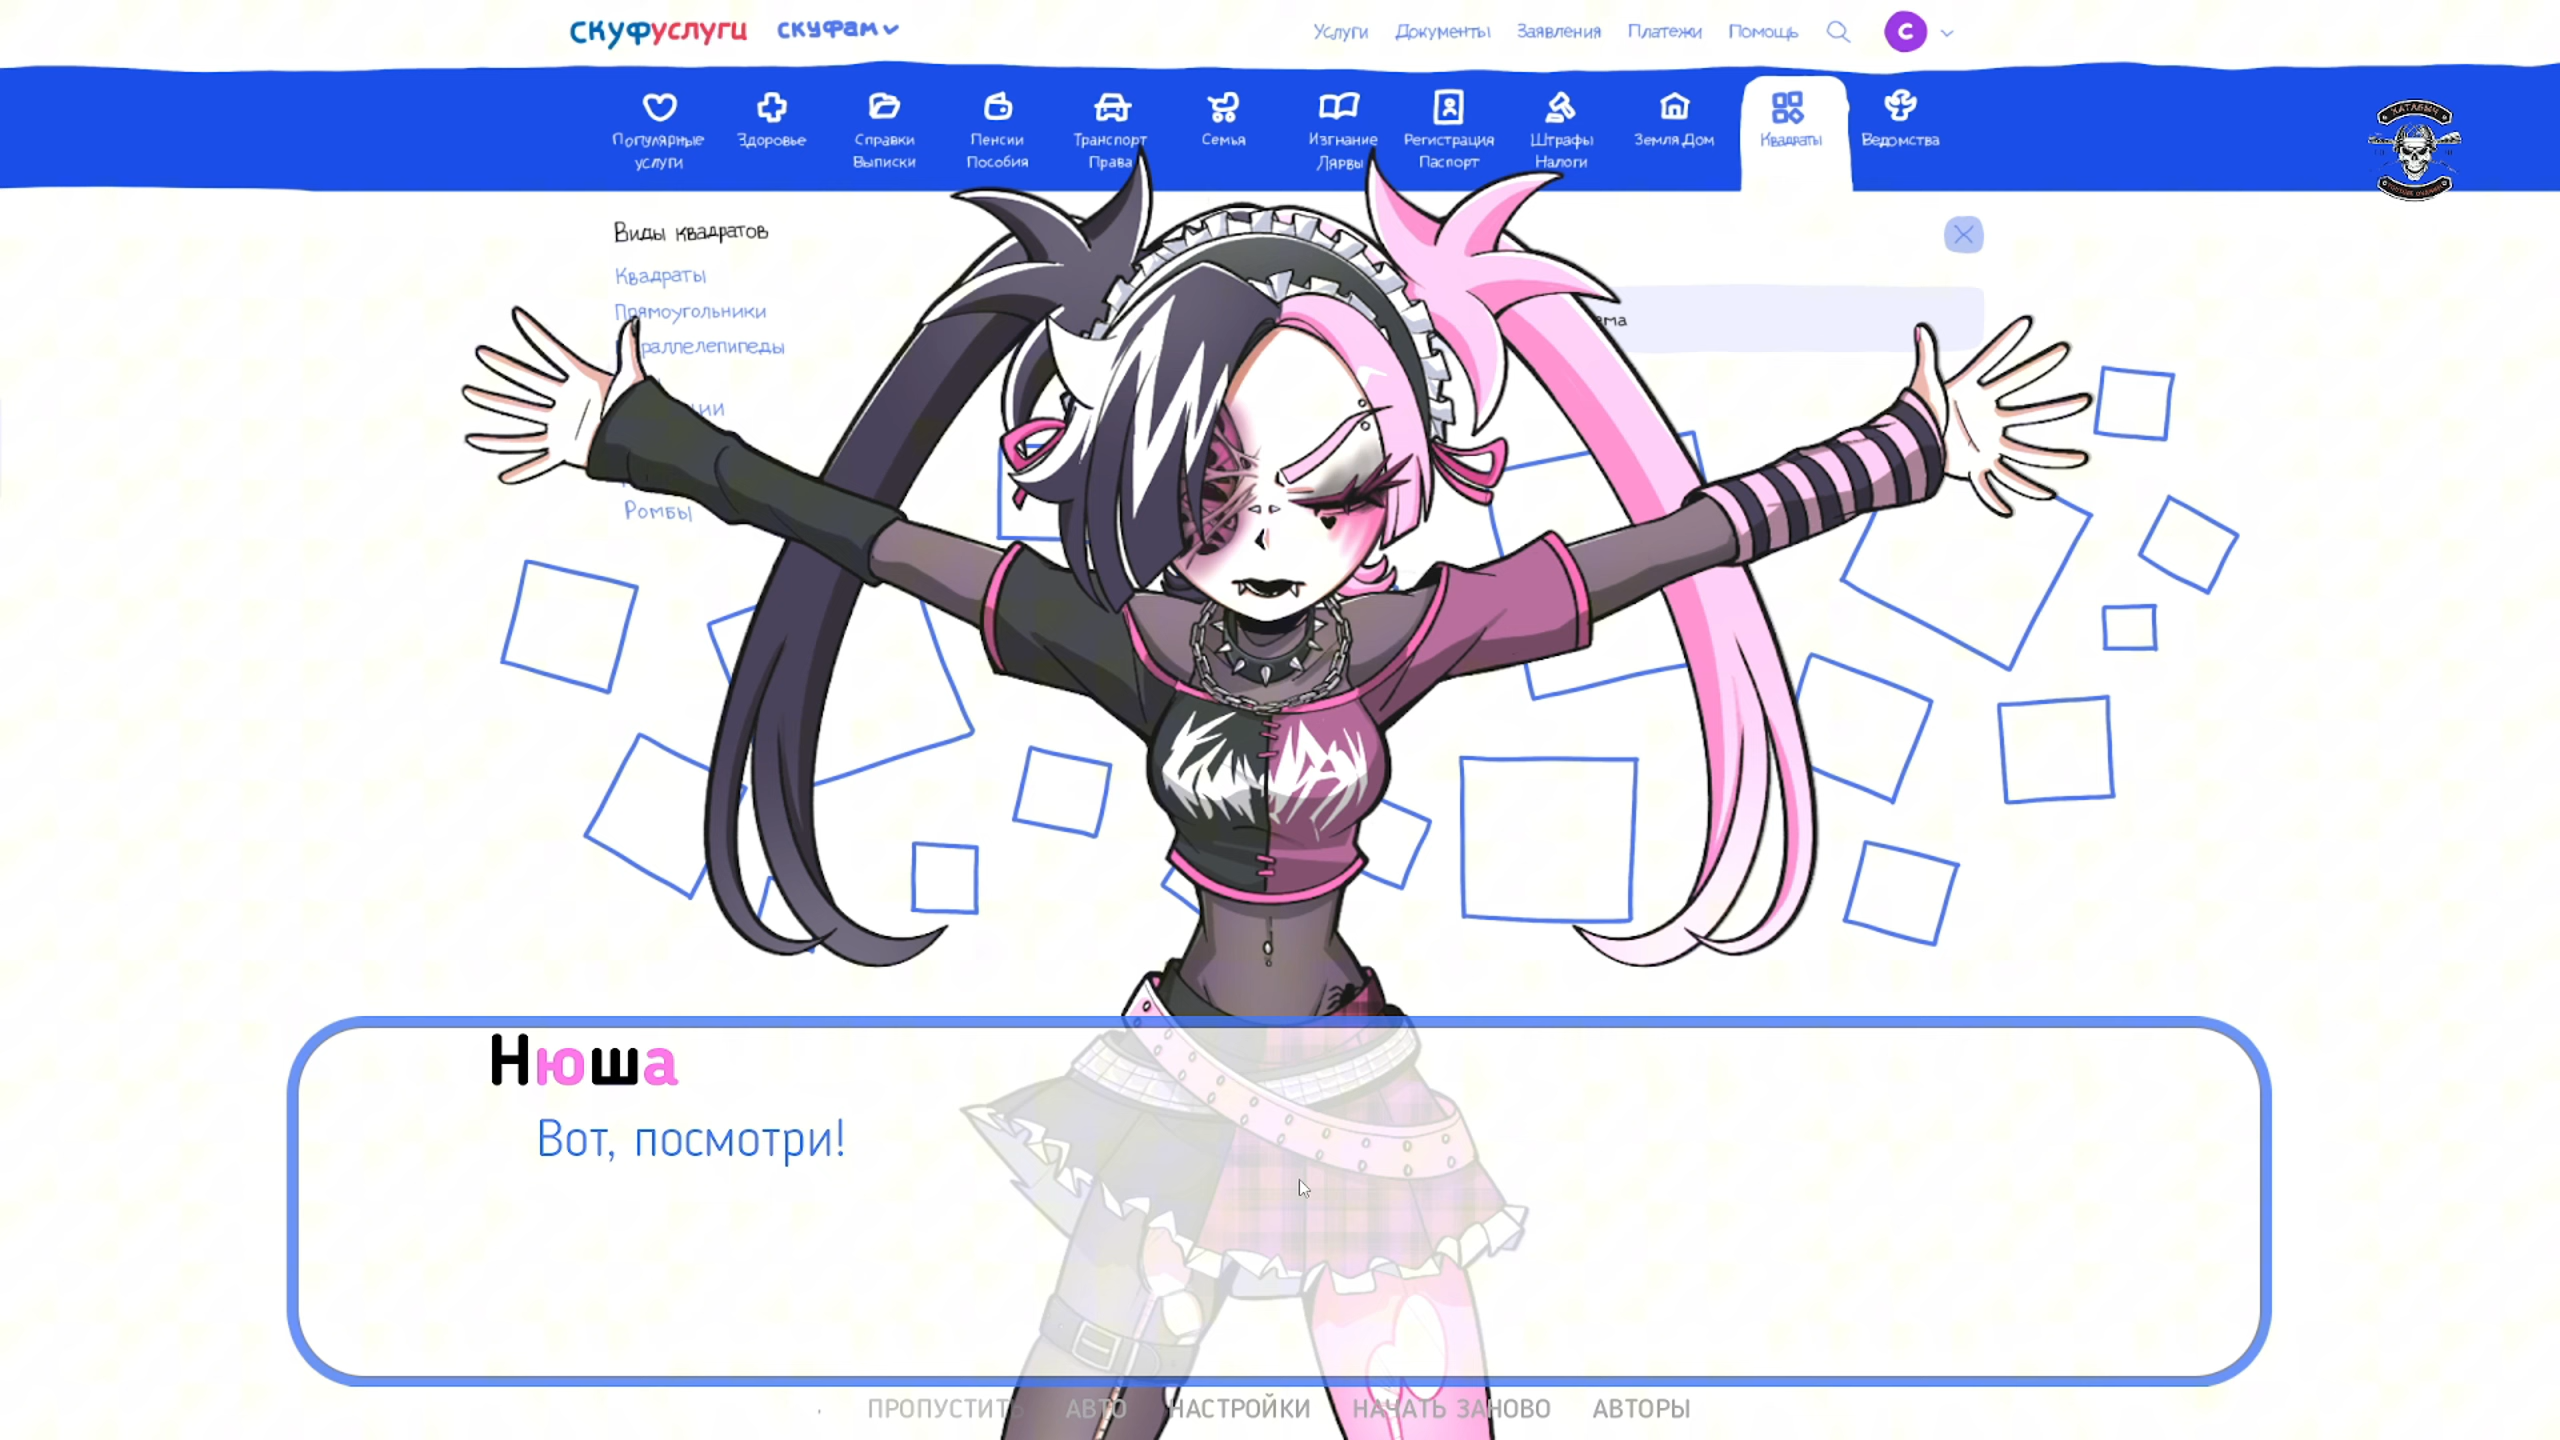 скуфуслуги скуфам
Услуги Документы Заявления Платежи Помощь С
Популярные услуги
Здоровье
Справки Выписки
Пенсии Пособия
Транспорт Права
Семья
Изгнание Лярвы
Регистрация Паспорт
Штрафы Налоги
Земля Дом
Квадраты
Ведомства
ХАТАБЫЧ
Виды квадратов
Квадраты
Прямоугольники
раллелепипеды
Ромбы
Нюша
Вот, посмотри!
ПРОПУСТИТЬ АВТО НАСТРОЙКИ НАЧАТЬ ЗАНОВО АВТОРЫ